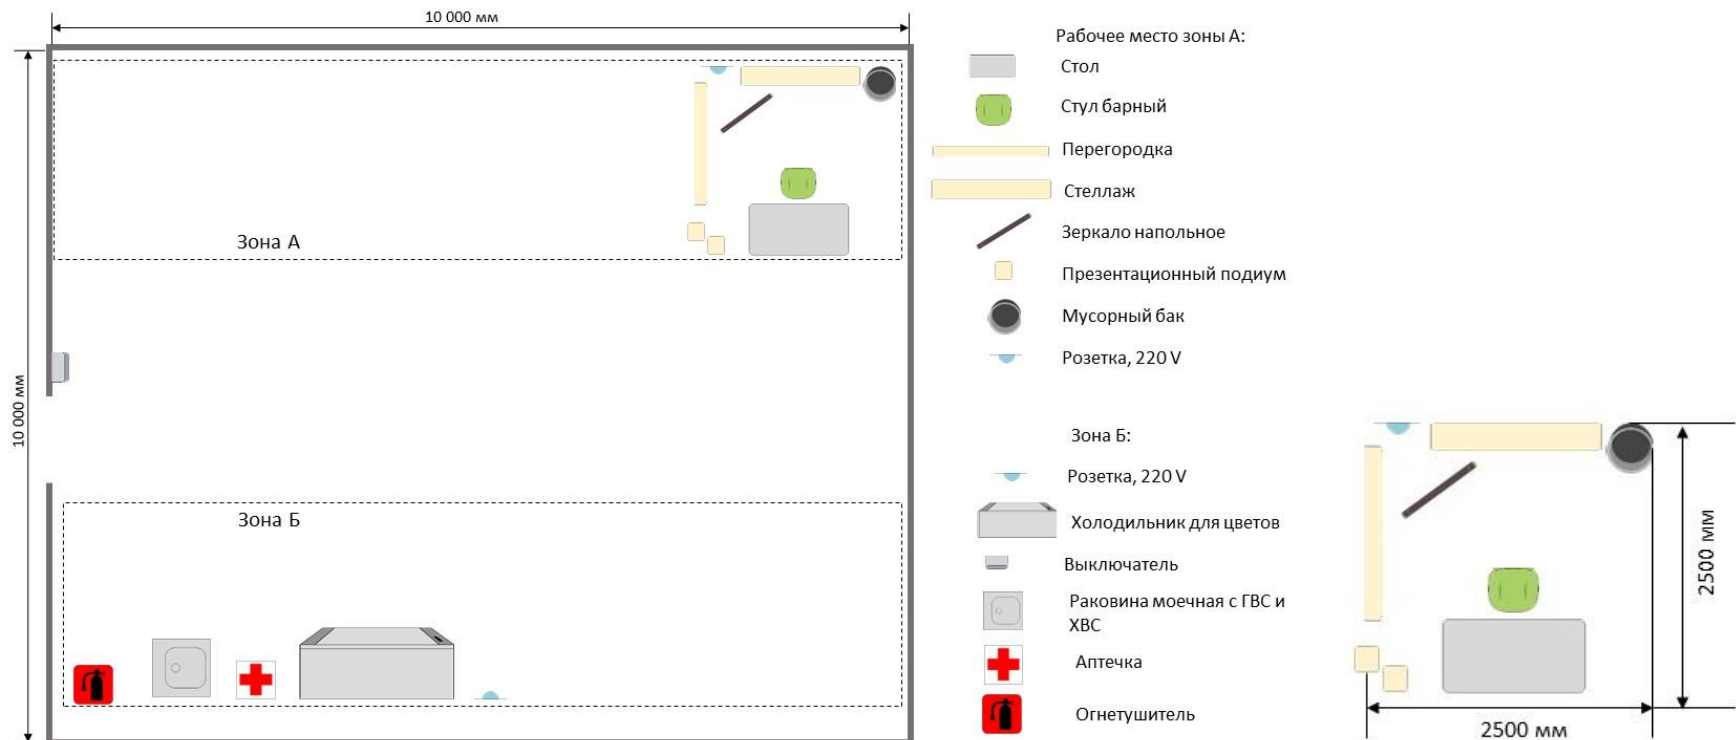 10 000 мм
10 000 мм
Зона А
Зона Б
Рабочее место зоны А:
Стол
Стул барный
Перегородка
Стеллаж
Зеркало напольное
Презентационный подиум
Мусорный бак
Розетка, 220 V
Зона Б:
Розетка, 220 V
Холодильник для цветов
Выключатель
Раковина моечная с ГВС и
ХВС
Аптечка
Огнетушитель
2500 мм
2500 мм